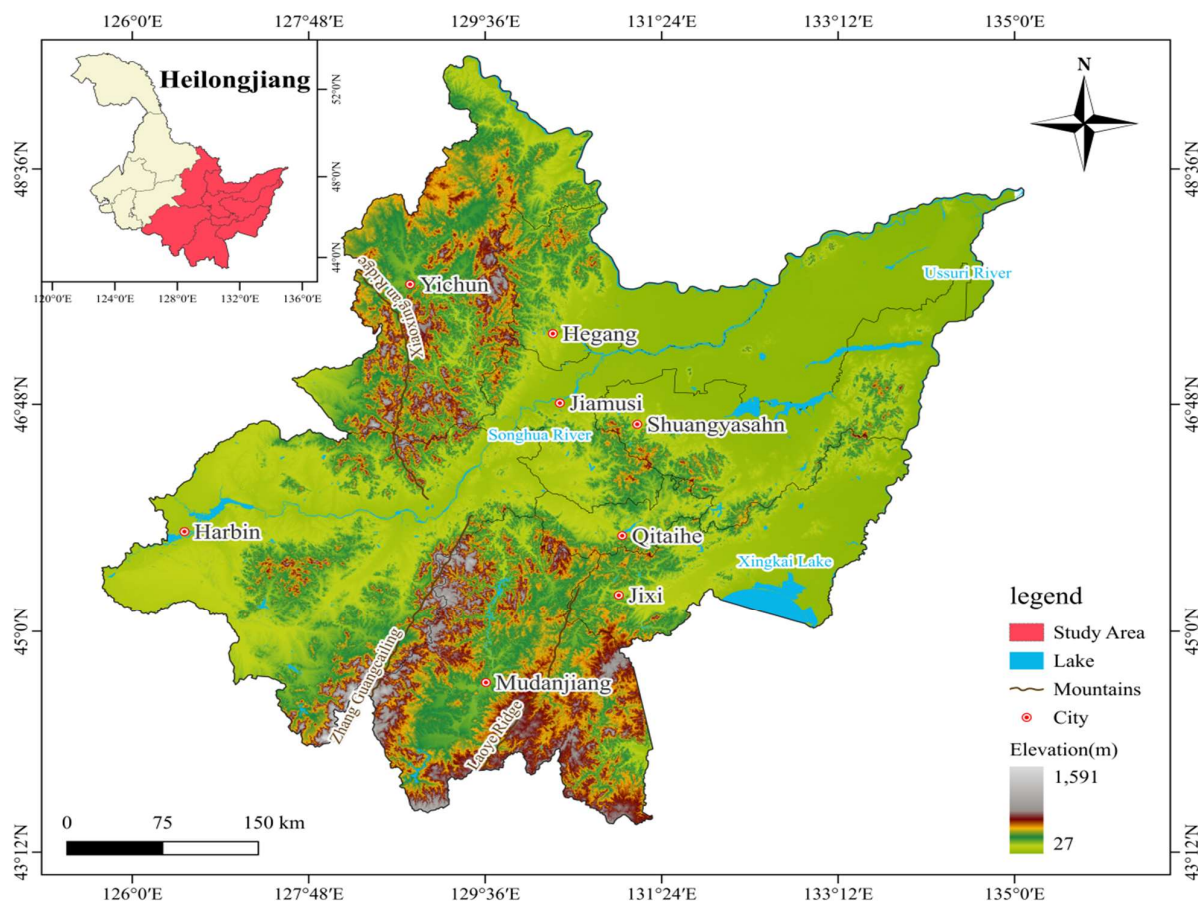 126°0′E 127°48′E 129°36′E 131°24′E 133°12′E 135°0′E
Heilongjiang
52°0′N
48°0′N
44°0′N
120°0′E 124°0′E 128°0′E 132°0′E 136°0′E
N
48°36′N
48°36′N
46°48′N
46°48′N
45°0′N
45°0′N
43°12′N
43°12′N
Yichun
Xiaoxing'an Ridge
Ussuri River
Hegang
Jiamusi
Shuangyasahn
Songhua River
Harbin
Qitaihe
Xingkai Lake
Jixi
Zhang Guangcailing
Mudanjiang
Laoye Ridge
legend
Study Area
Lake
Mountains
City
Elevation(m)
1,591
27
0 75 150 km
126°0′E 127°48′E 129°36′E 131°24′E 133°12′E 135°0′E